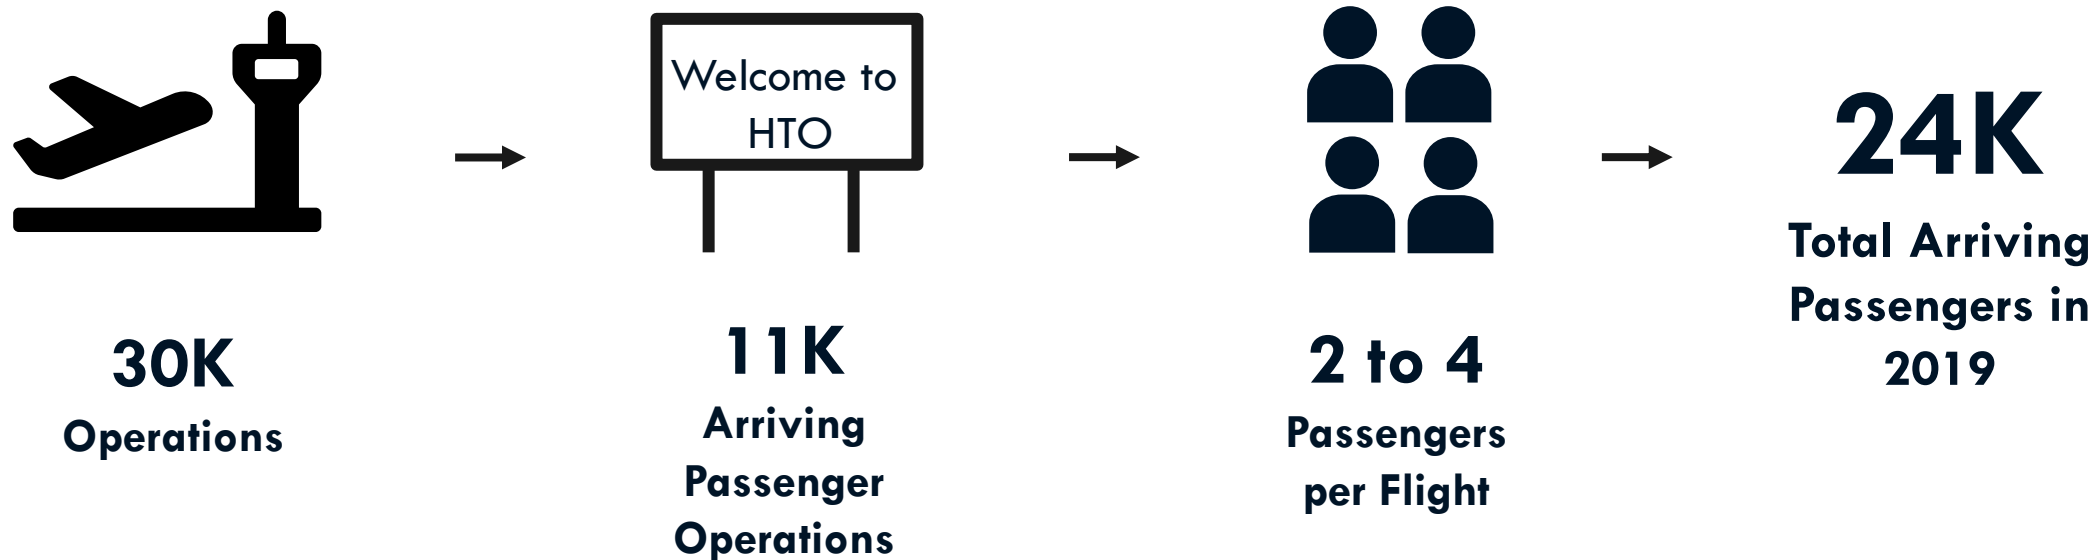 Welcome to
HTO
30K
Operations
11K
Arriving
Passenger
Operations
2 to 4
Passengers
per Flight
24K
Total Arriving
Passengers in
2019